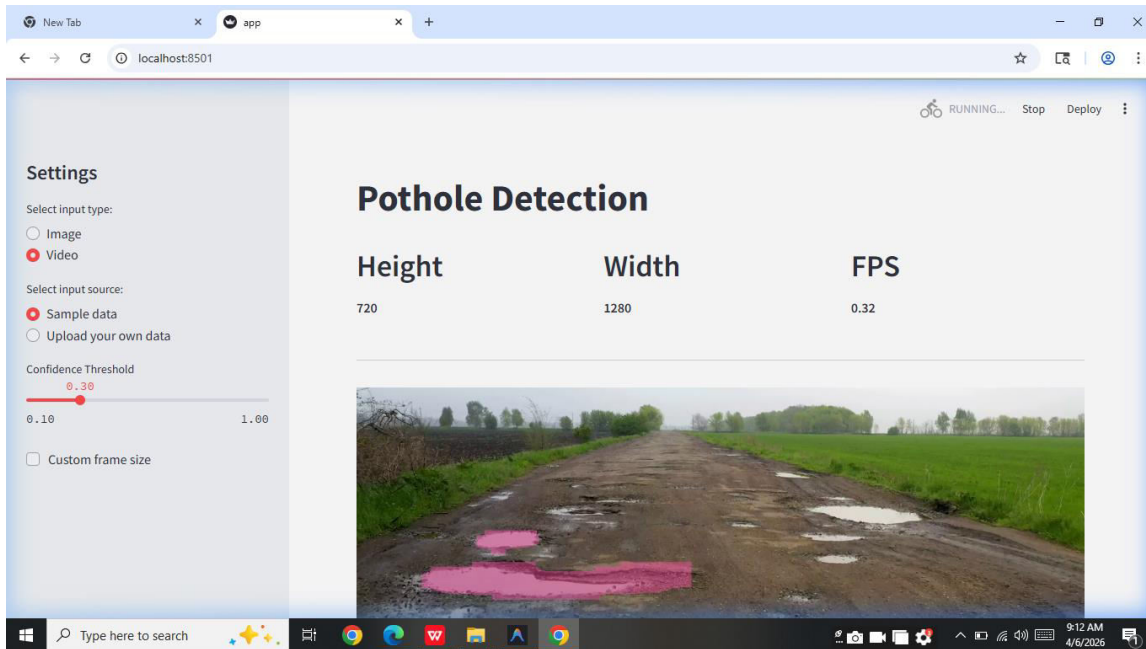 New Tab
app
localhost:8501
RUNNING...
Stop
Deploy
Settings
Select input type:
Image
Video
Select input source:
Sample data
Upload your own data
Confidence Threshold
0.30
0.10
1.00
Custom frame size
Pothole Detection
Height
Width
FPS
720
1280
0.32
Type here to search
9:12 AM
4/6/2026